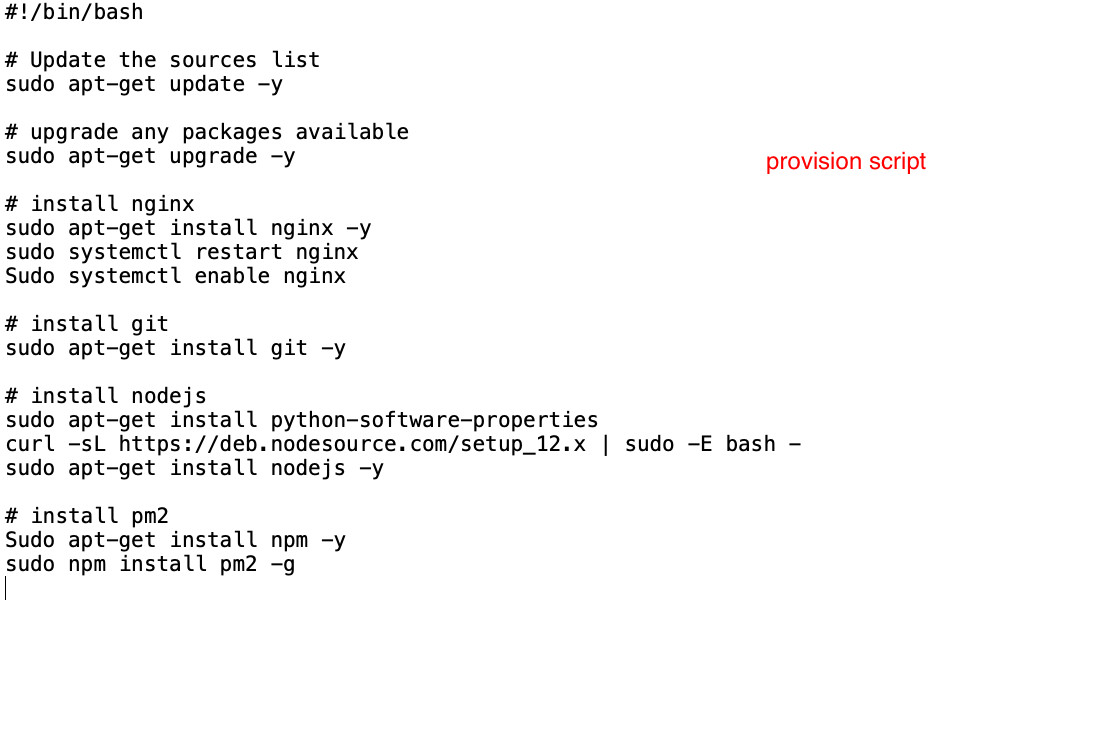 #!/bin/bash
# Update the sources list
sudo apt-get update -y
# upgrade any packages available
sudo apt-get upgrade -y
provision script
# install nginx
sudo apt-get install nginx -y
sudo systemctl restart nginx
Sudo systemctl enable nginx
# install git
sudo apt-get install git -y
# install nodejs
sudo apt-get install python-software-properties
curl -sL https://deb.nodesource.com/setup_12.x | sudo -E bash -
sudo apt-get install nodejs -y
# install pm2
Sudo apt-get install npm -y
sudo npm install pm2 -g